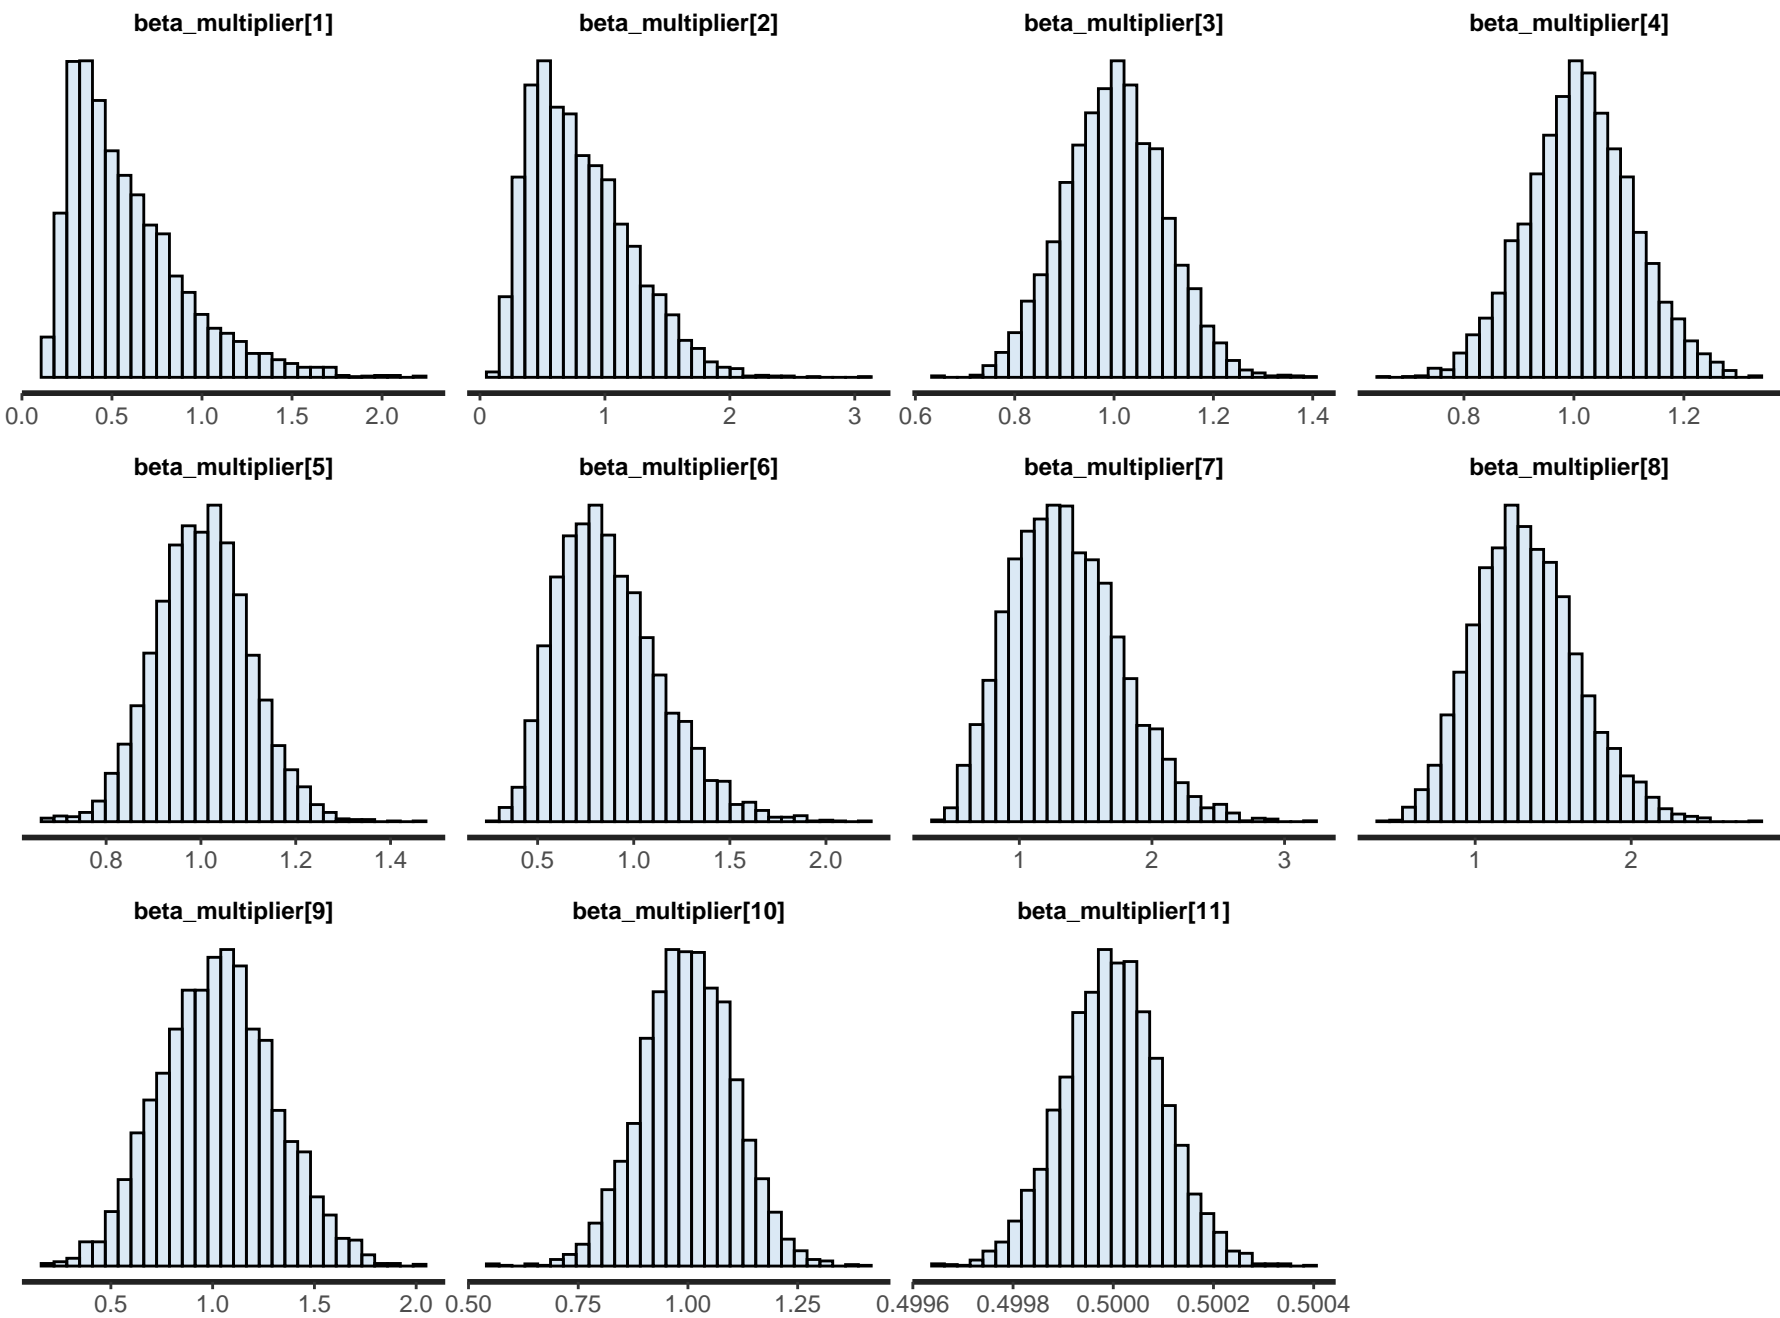 beta_multiplier[1] beta_multiplier[2] beta_multiplier[3] beta_multiplier[4]
0.0 0.5 1.0 1.5 2.0 0 1 2 3 0.6 0.8 1.0 1.2 1.4 0.8 1.0 1.2
beta_multiplier[5] beta_multiplier[6] beta_multiplier[7] beta_multiplier[8]
0.8 1.0 1.2 1.4 0.5 1.0 1.5 2.0 1 2 3 1 2
beta_multiplier[9] beta_multiplier[10] beta_multiplier[11]
0.5 1.0 1.5 2.0 0.50 0.75 1.00 1.25 0.4996 0.4998 0.5000 0.5002 0.5004